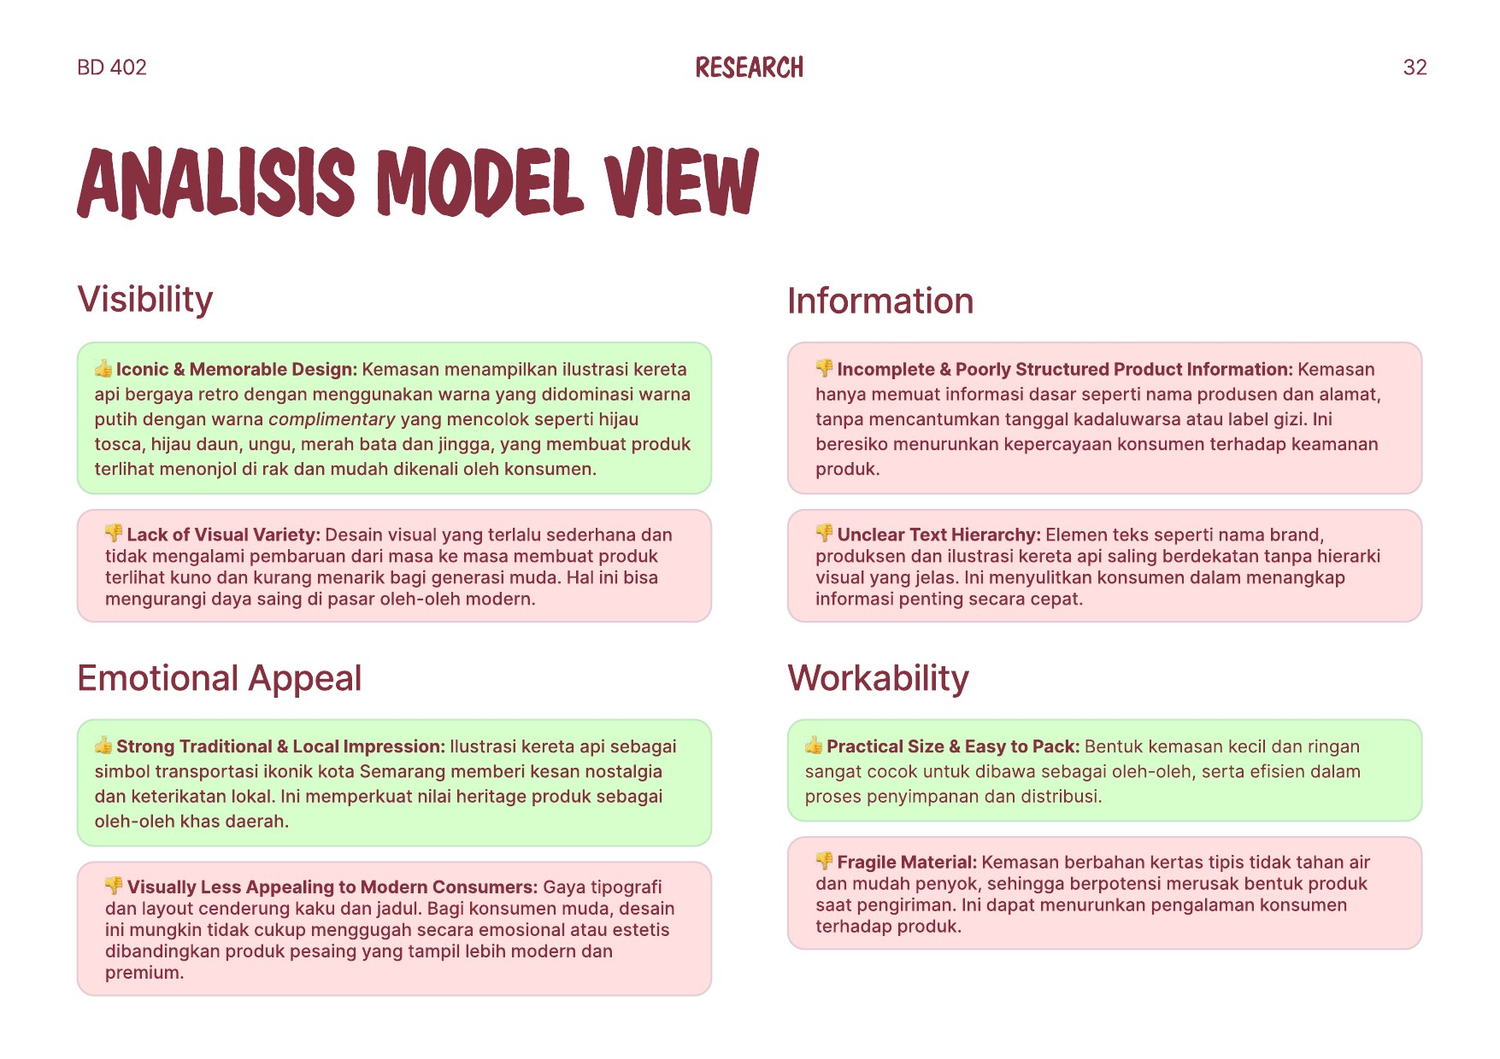 BD 402
RESEARCH
32
ANALISIS MODEL VIEW
Visibility
👍Iconic & Memorable Design: Kemasan menampilkan ilustrasi kereta
api bergaya retro dengan menggunakan warna yang didominasi warna
putih dengan warna complimentary yang mencolok seperti hijau
tosca, hijau daun, ungu, merah bata dan jingga, yang membuat produk
terlihat menonjol di rak dan mudah dikenali oleh konsumen.
👎Lack of Visual Variety: Desain visual yang terlalu sederhana dan
tidak mengalami pembaruan dari masa ke masa membuat produk
terlihat kuno dan kurang menarik bagi generasi muda. Hal ini bisa
mengurangi daya saing di pasar oleh-oleh modern.
Information
👎Incomplete & Poorly Structured Product Information: Kemasan
hanya memuat informasi dasar seperti nama produsen dan alamat,
tanpa mencantumkan tanggal kadaluwarsa atau label gizi. Ini
beresiko menurunkan kepercayaan konsumen terhadap keamanan
produk.
👎Unclear Text Hierarchy: Elemen teks seperti nama brand,
produksen dan ilustrasi kereta api saling berdekatan tanpa hierarki
visual yang jelas. Ini menyulitkan konsumen dalam menangkap
informasi penting secara cepat.
Emotional Appeal
👍Strong Traditional & Local Impression: Ilustrasi kereta api sebagai
simbol transportasi ikonik kota Semarang memberi kesan nostalgia
dan keterikatan lokal. Ini memperkuat nilai heritage produk sebagai
oleh-oleh khas daerah.
👎Visually Less Appealing to Modern Consumers: Gaya tipografi
dan layout cenderung kaku dan jadul. Bagi konsumen muda, desain
ini mungkin tidak cukup menggugah secara emosional atau estetis
dibandingkan produk pesaing yang tampil lebih modern dan
premium.
Workability
👍Practical Size & Easy to Pack: Bentuk kemasan kecil dan ringan
sangat cocok untuk dibawa sebagai oleh-oleh, serta efisien dalam
proses penyimpanan dan distribusi.
👎Fragile Material: Kemasan berbahan kertas tipis tidak tahan air
dan mudah penyok, sehingga berpotensi merusak bentuk produk
saat pengiriman. Ini dapat menurunkan pengalaman konsumen
terhadap produk.